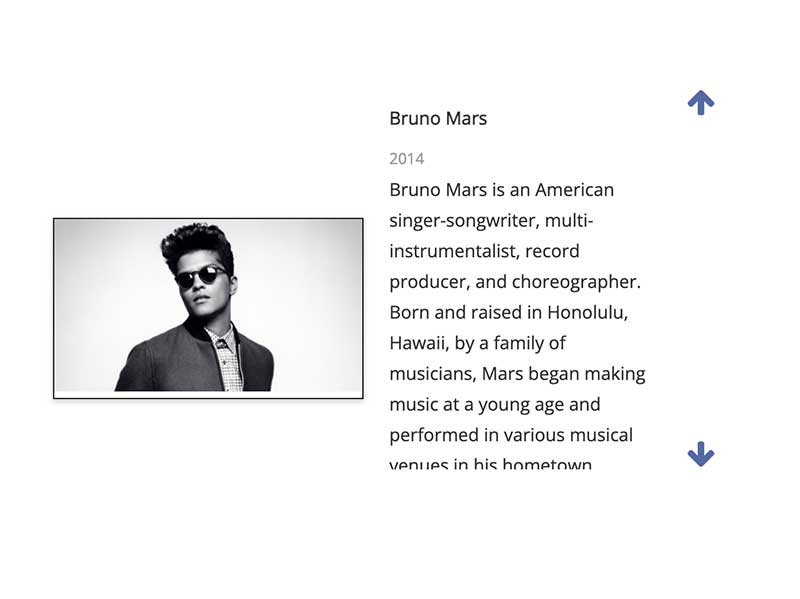 Bruno Mars
2014
Bruno Mars is an American
singer-songwriter, multi-
instrumentalist, record
producer, and choreographer.
Born and raised in Honolulu,
Hawaii, by a family of
musicians, Mars began making
music at a young age and
performed in various musical
venues in his hometown